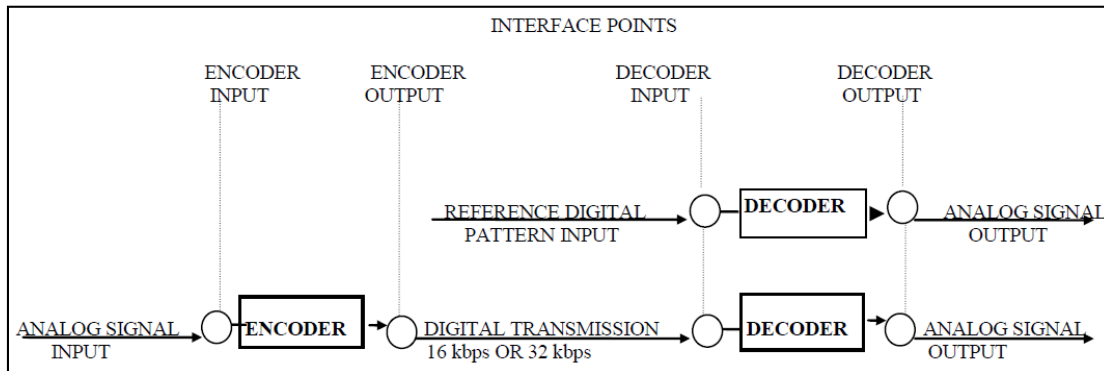 INTERFACE POINTS
ENCODER INPUT
ENCODER OUTPUT
DECODER INPUT
DECODER OUTPUT
REFERENCE DIGITAL PATTERN INPUT
DECODER
ANALOG SIGNAL OUTPUT
ANALOG SIGNAL INPUT
ENCODER
DIGITAL TRANSMISSION
16 kbps OR 32 kbps
DECODER
ANALOG SIGNAL OUTPUT